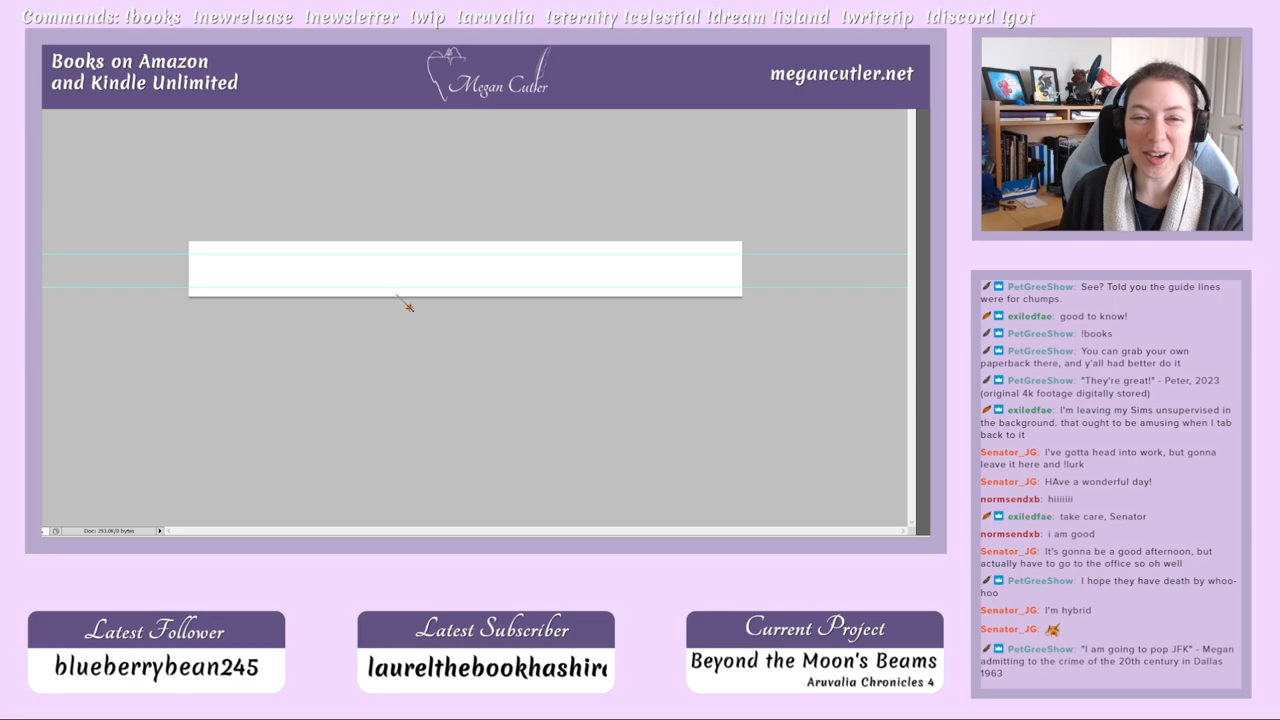 Commands: !books !newrelease !newsletter !wip !aruvalia !eternity !celestial !dream !island !writetip !discord !got
Books on Amazon
and Kindle Unlimited
Megan Cutler
megancutler.net
Doc: 293.0K/0 bytes
PetGreeShow: See? Told you the guide lines
were for chumps.
exiledfae: good to know!
PetGreeShow: !books
PetGreeShow: You can grab your own
paperback there, and y'all had better do it
PetGreeShow: "They're great!" - Peter, 2023
(original 4k footage digitally stored)
exiledfae: I'm leaving my Sims unsupervised in
the background. that ought to be amusing when I tab
back to it
Senator_JG: I've gotta head into work, but gonna
leave it here and !lurk
Senator_JG: HAve a wonderful day!
normsendxb: hiiiiiii
exiledfae: take care, Senator
normsendxb: i am good
Senator_JG: It's gonna be a good afternoon, but
actually have to go to the office so oh well
PetGreeShow: I hope they have death by whoo-
hoo
Senator_JG: I'm hybrid
Senator_JG:
PetGreeShow: "I am going to pop JFK" - Megan
admitting to the crime of the 20th century in Dallas
1963
Latest Follower
blueberrybean245
Latest Subscriber
laurelthebookhashira
Current Project
Beyond the Moon's Beams
Aruvalia Chronicles 4